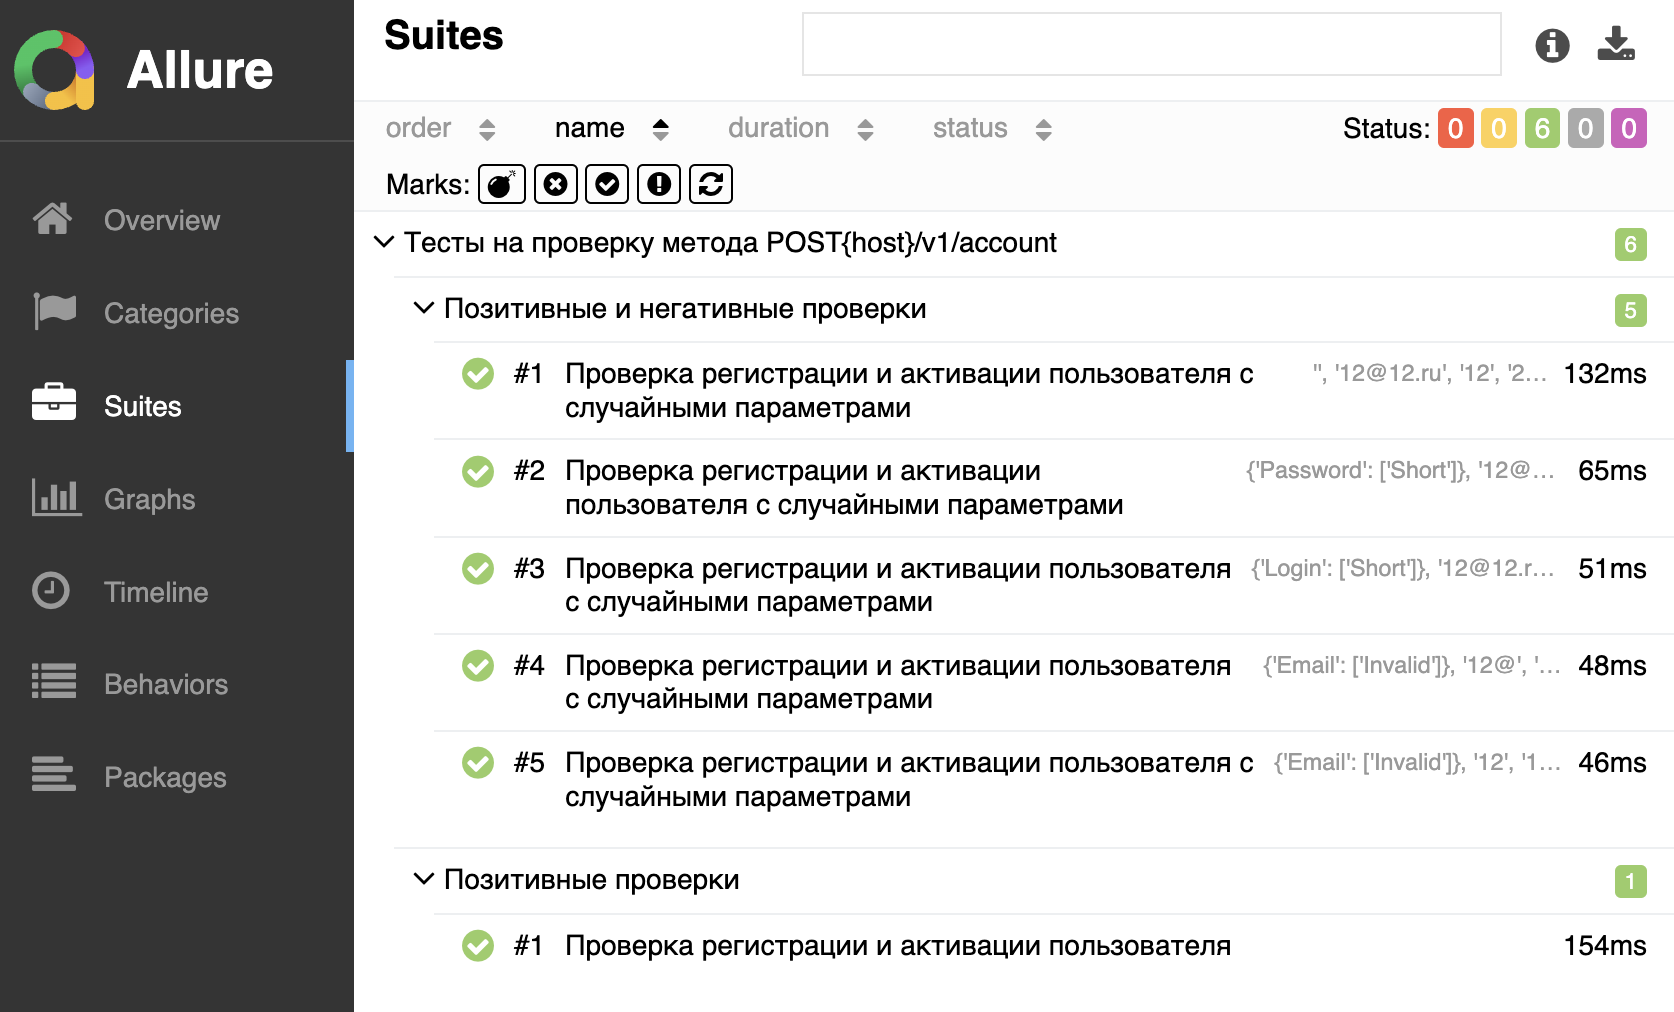 Allure
Overview
Categories
Suites
Graphs
Timeline
Behaviors
Packages
Suites
order name duration status
Status: 0 0 6 0 0
Marks:
Тесты на проверку метода POST{host}/v1/account 6
Позитивные и негативные проверки 5
#1 Проверка регистрации и активации пользователя с '', '12@12.ru', '12', '2... 132ms
случайными параметрами
#2 Проверка регистрации и активации {'Password': ['Short']}, '12@... 65ms
пользователя с случайными параметрами
#3 Проверка регистрации и активации пользователя {'Login': ['Short']}, '12@12.r... 51ms
с случайными параметрами
#4 Проверка регистрации и активации пользователя {'Email': ['Invalid']}, '12@', '... 48ms
с случайными параметрами
#5 Проверка регистрации и активации пользователя с {'Email': ['Invalid']}, '12', '1... 46ms
случайными параметрами
Позитивные проверки 1
#1 Проверка регистрации и активации пользователя 154ms